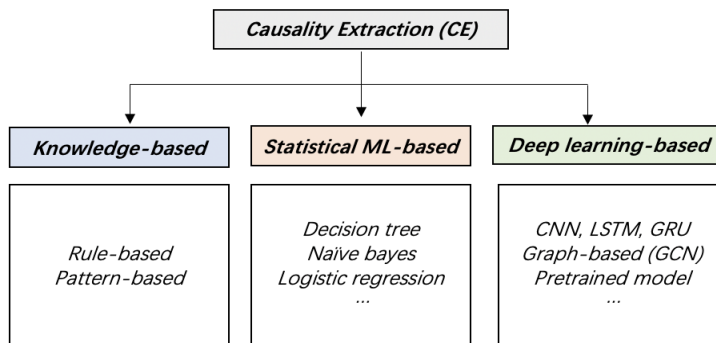 Causality Extraction (CE)
Knowledge-based
Statistical ML-based
Deep learning-based
Rule-based
Pattern-based
Decision tree
Naïve bayes
Logistic regression
...
CNN, LSTM, GRU
Graph-based (GCN)
Pretrained model
...